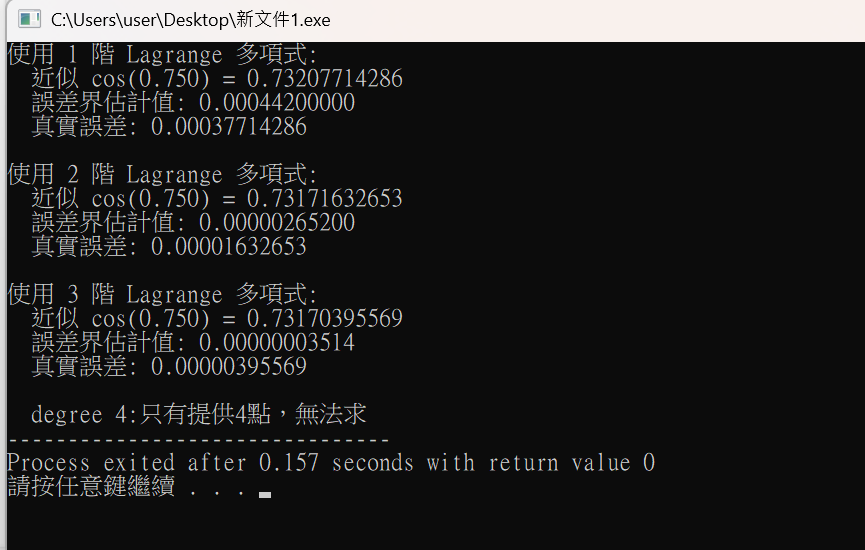 C:\Users\user\Desktop\新文件1.exe
使用 1 階 Lagrange 多項式:
近似 cos(0.750) = 0.73207714286
誤差界估計值: 0.00044200000
真實誤差: 0.00037714286
使用 2 階 Lagrange 多項式:
近似 cos(0.750) = 0.73171632653
誤差界估計值: 0.00000265200
真實誤差: 0.00001632653
使用 3 階 Lagrange 多項式:
近似 cos(0.750) = 0.73170395569
誤差界估計值: 0.00000003514
真實誤差: 0.00000395569
degree 4:只有提供4點，無法求
--------------------------------
Process exited after 0.157 seconds with return value 0
請按任意鍵繼續 . . .